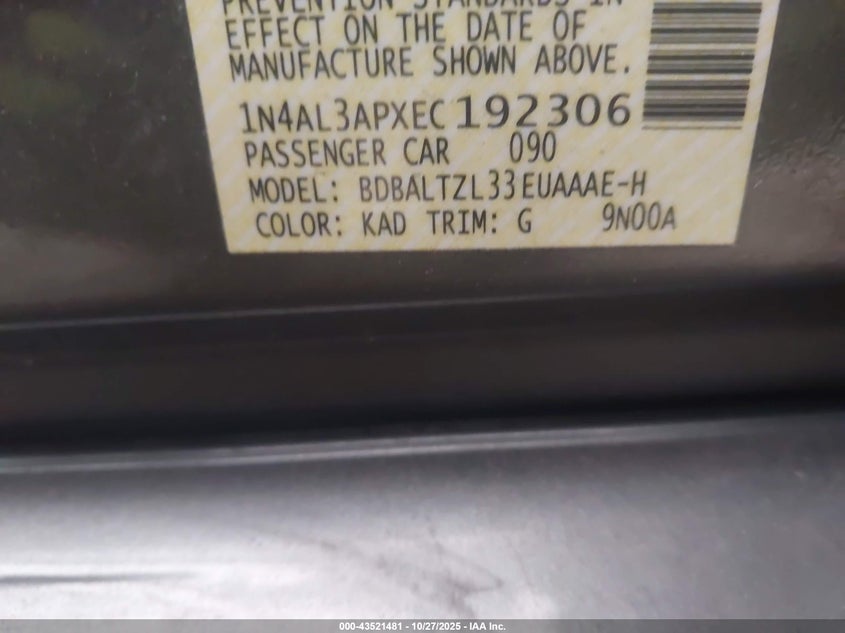 PREVENTION STANDARDS IN
EFFECT ON THE DATE OF
MANUFACTURE SHOWN ABOVE.
1N4AL3APXEC192306
PASSENGER CAR 090
MODEL: BDBALTZL33EUAAAE-H
COLOR: KAD TRIM: G 9N00A
000-43521481 - 10/27/2025 - IAA Inc.